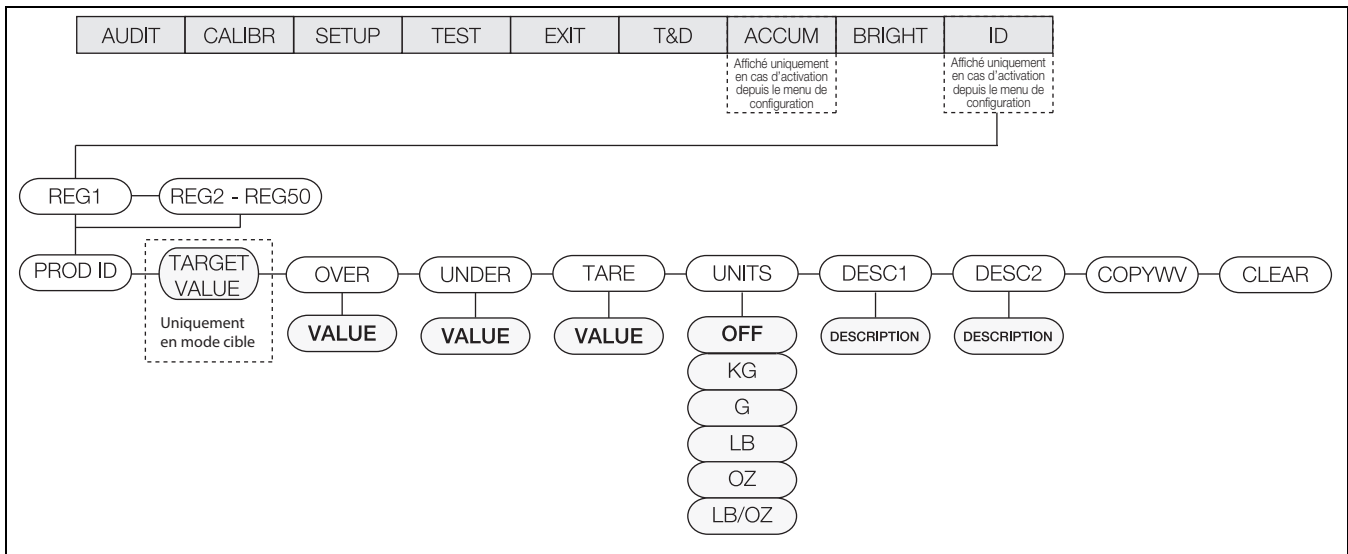 AUDIT CALIBR SETUP TEST EXIT T&D ACCUM BRIGHT ID
Affiché uniquement
en cas d'activation
depuis le menu de
configuration
Affiché uniquement
en cas d'activation
depuis le menu de
configuration
REG1 REG2 - REG50
PROD ID
TARGET
VALUE
Uniquement
en mode cible
OVER UNDER TARE UNITS DESC1 DESC2 COPYWV CLEAR
VALUE VALUE VALUE OFF DESCRIPTION DESCRIPTION
KG
G
LB
OZ
LB/OZ